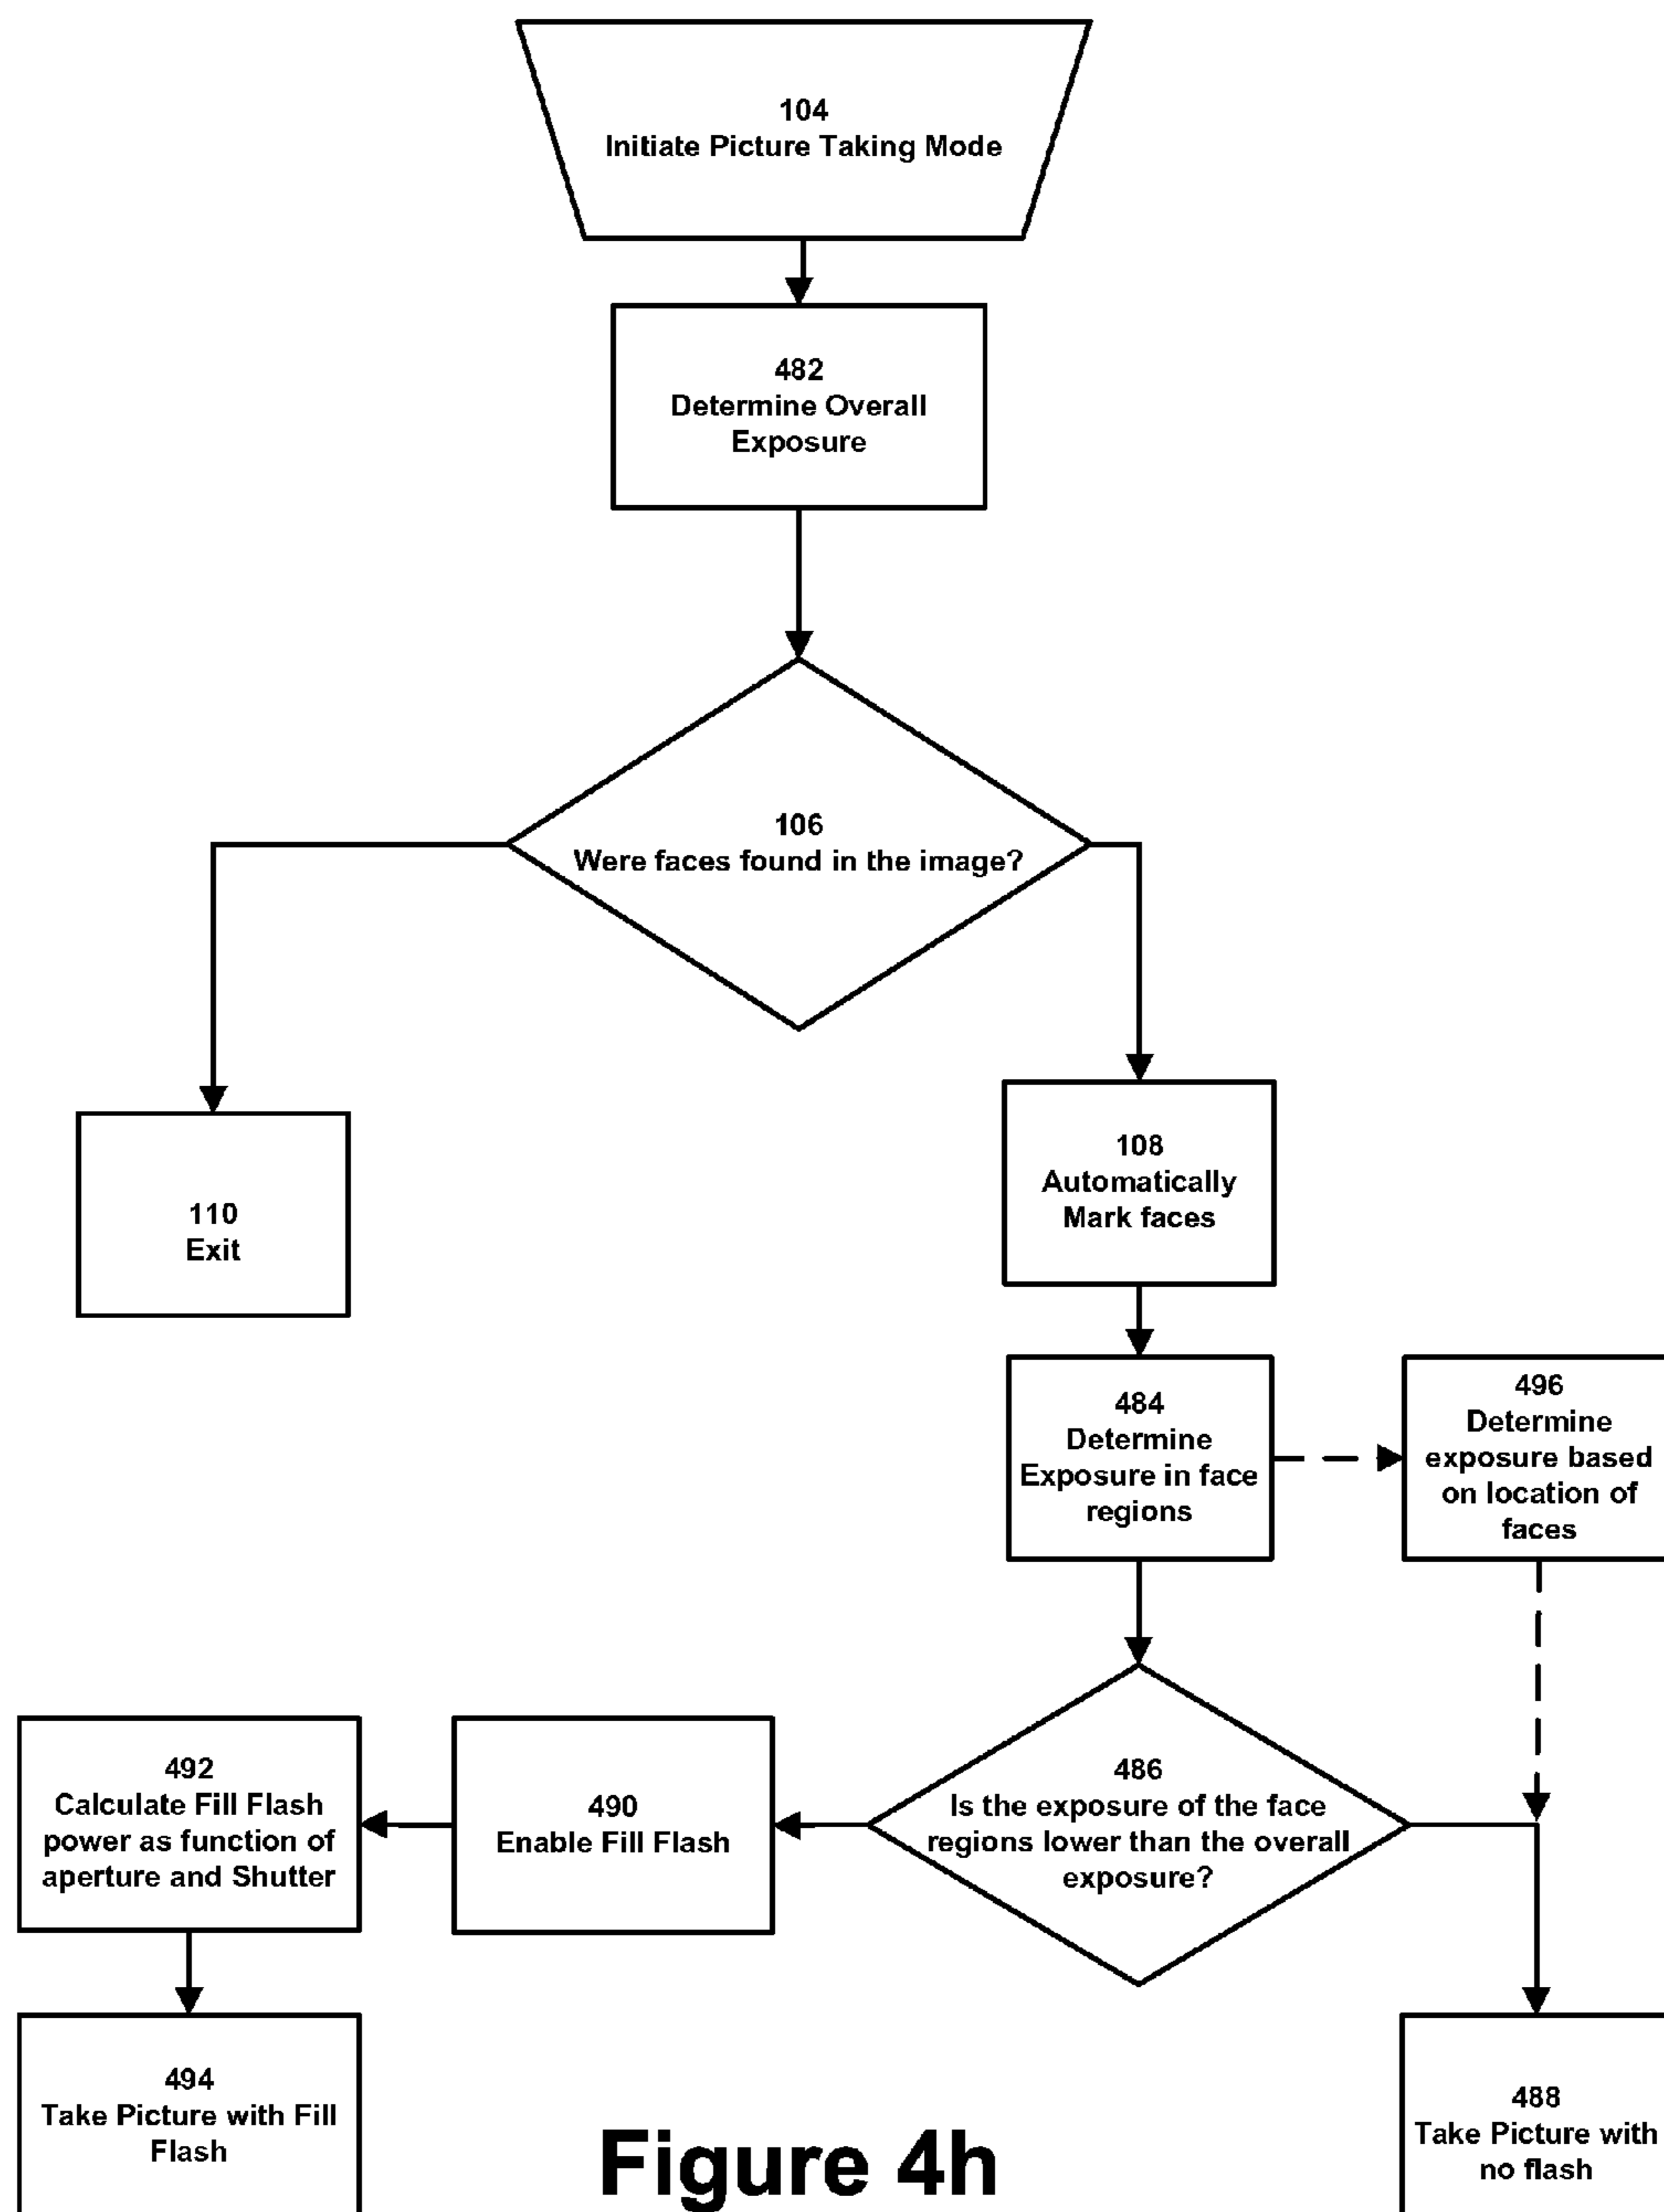 104
Initiate Picture Taking Mode
482
Determine Overall
Exposure
106
Were faces found in the image?
110
Exit
108
Automatically
Mark faces
484
Determine
Exposure in face
regions
496
Determine
exposure based
on location of
faces
486
Is the exposure of the face
regions lower than the overall
exposure?
490
Enable Fill Flash
492
Calculate Fill Flash
power as function of
aperture and Shutter
494
Take Picture with Fill
Flash
488
Take Picture with
no flash
Figure 4h